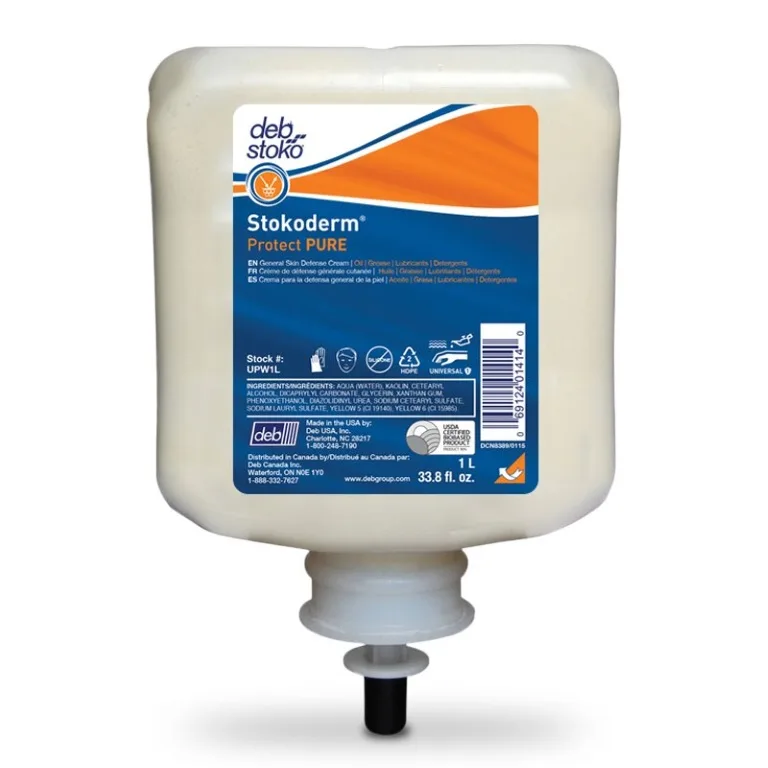 deb
stoko
Stokoderm®
Protect PURE
EN General Skin Defense Cream | Oil | Grease | Lubricants | Detergents
FR Crème de défense générale cutanée | Huile | Graisse | Lubrifiants | Détergents
ES Crema para la defensa general de la piel | Aceite | Grasa | Lubricantes | Detergentes
Stock #:
UPW1L
SILICONE
2
HDPE
UNIVERSAL 1
INGREDIENTS/INGRÉDIENTS: AQUA (WATER), KAOLIN, CETEARYL
ALCOHOL, DICAPRYLYL CARBONATE, GLYCERIN, XANTHAN GUM,
PHENOXYETHANOL, DIAZOLIDINYL UREA, SODIUM CETEARYL SULFATE,
SODIUM LAURYL SULFATE, YELLOW 5 (CI 19140), YELLOW 6 (CI 15985)
deb
Made in the USA by:
Deb USA, Inc.
Charlotte, NC 28217
1-800-248-7190
USDA
CERTIFIED
BIOBASED
PRODUCT
Distributed in Canada by/Distribué au Canada par:
Deb Canada Inc.
Waterford, ON N0E 1Y0
1-888-332-7627
www.debgroup.com
1 L
33.8 fl. oz.
0 69124 01414 0
DCN8389/0115